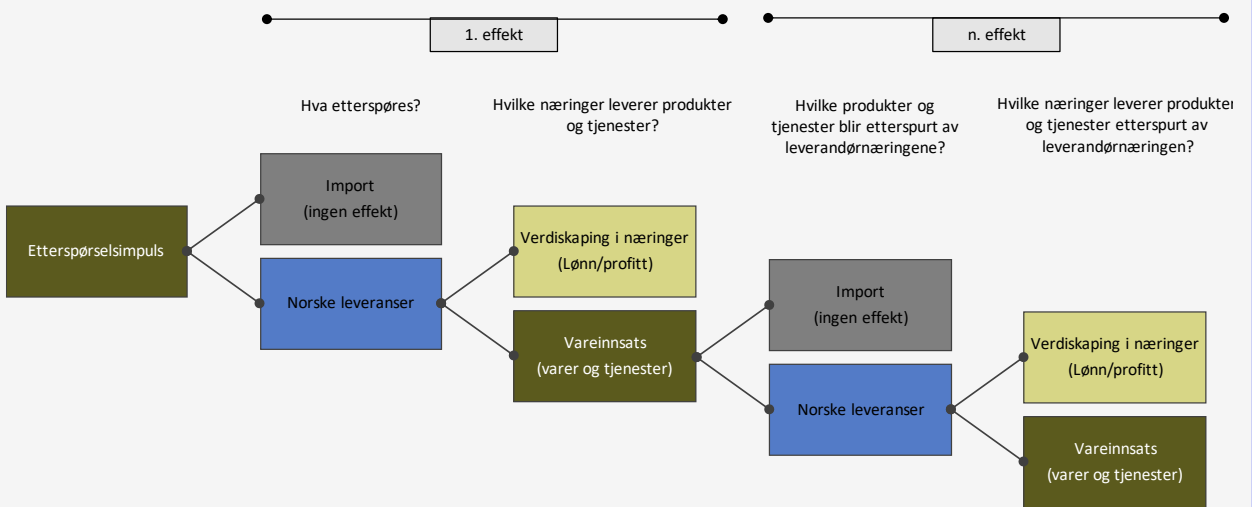 1. effekt
n. effekt
Hva etterspøres?
Hvilke næringer leverer produkter
og tjenester?
Hvilke produkter og
tjenester blir etterspurt av
leverandørnæringene?
Hvilke næringer leverer produkter
og tjenester etterspurt av
leverandørnæringen?
Etterspørselsimpuls
Import
(ingen effekt)
Norske leveranser
Verdiskaping i næringer
(Lønn/profitt)
Vareinnsats
(varer og tjenester)
Import
(ingen effekt)
Norske leveranser
Verdiskaping i næringer
(Lønn/profitt)
Vareinnsats
(varer og tjenester)